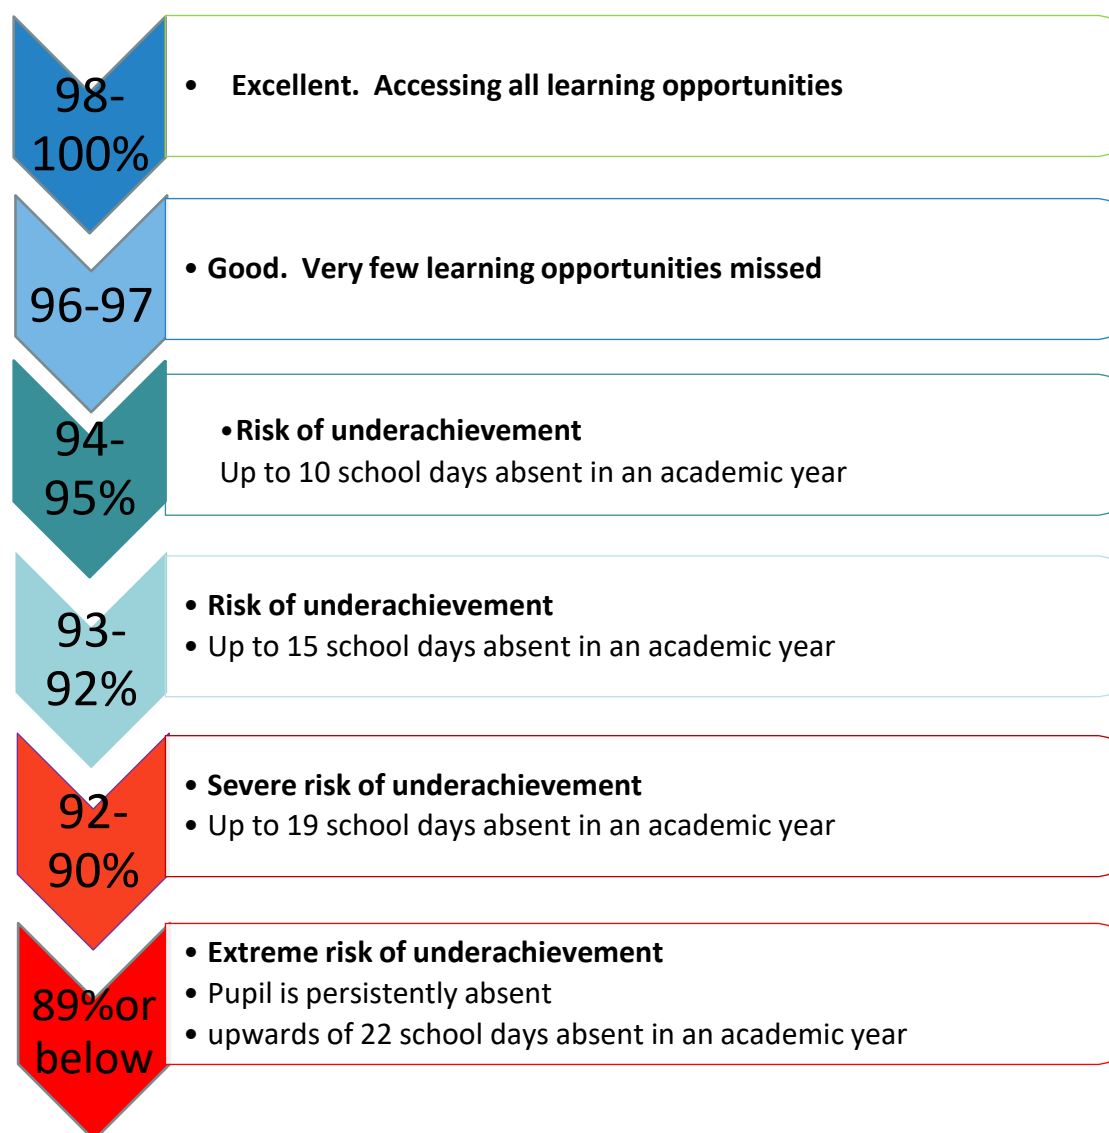 98-
100%
• Excellent. Accessing all learning opportunities
96-97
• Good. Very few learning opportunities missed
94-
95%
•Risk of underachievement
Up to 10 school days absent in an academic year
93-
92%
• Risk of underachievement
• Up to 15 school days absent in an academic year
92-
90%
• Severe risk of underachievement
• Up to 19 school days absent in an academic year
89%or
below
• Extreme risk of underachievement
• Pupil is persistently absent
• upwards of 22 school days absent in an academic year